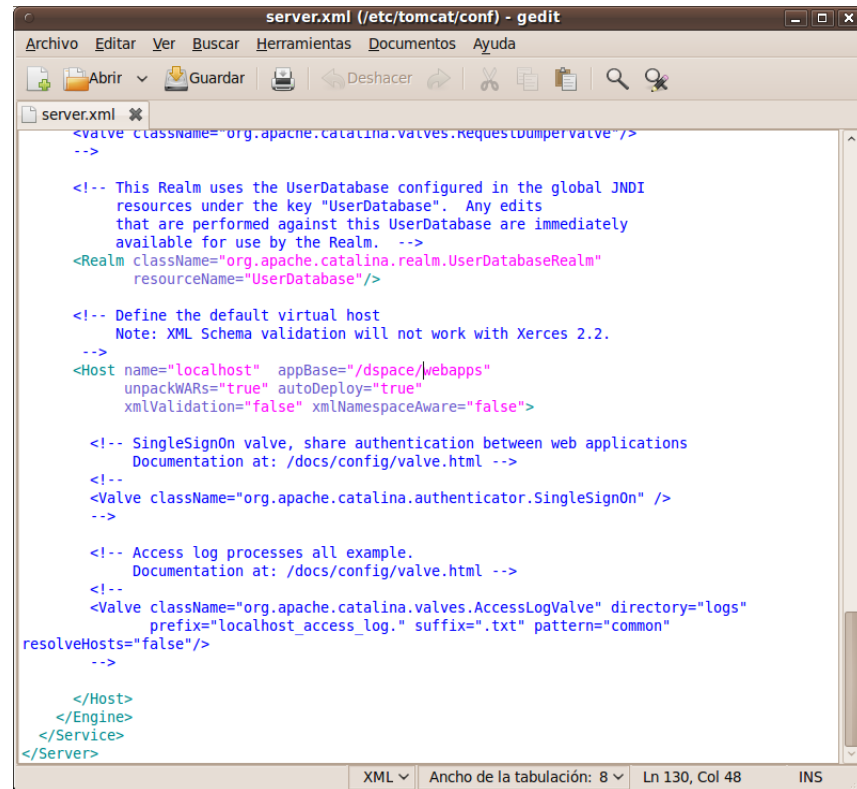 server.xml (/etc/tomcat/conf) - gedit
Archivo Editar Ver Buscar Herramientas Documentos Ayuda
Abrir Guardar Deshacer
server.xml
<Valve className="org.apache.catalina.valves.RequestDumperValve"/>
-->
<!-- This Realm uses the UserDatabase configured in the global JNDI
resources under the key "UserDatabase".  Any edits
that are performed against this UserDatabase are immediately
available for use by the Realm.  -->
<Realm className="org.apache.catalina.realm.UserDatabaseRealm"
resourceName="UserDatabase"/>
<!-- Define the default virtual host
Note: XML Schema validation will not work with Xerces 2.2.
-->
<Host name="localhost"  appBase="/dspace/webapps"
unpackWARs="true" autoDeploy="true"
xmlValidation="false" xmlNamespaceAware="false">
<!-- SingleSignOn valve, share authentication between web applications
Documentation at: /docs/config/valve.html -->
<!--
<Valve className="org.apache.catalina.authenticator.SingleSignOn" />
-->
<!-- Access log processes all example.
Documentation at: /docs/config/valve.html -->
<!--
<Valve className="org.apache.catalina.valves.AccessLogValve" directory="logs"
prefix="localhost_access_log." suffix=".txt" pattern="common"
resolveHosts="false"/>
-->
</Host>
</Engine>
</Service>
</Server>
XML Ancho de la tabulación: 8 Ln 130, Col 48 INS